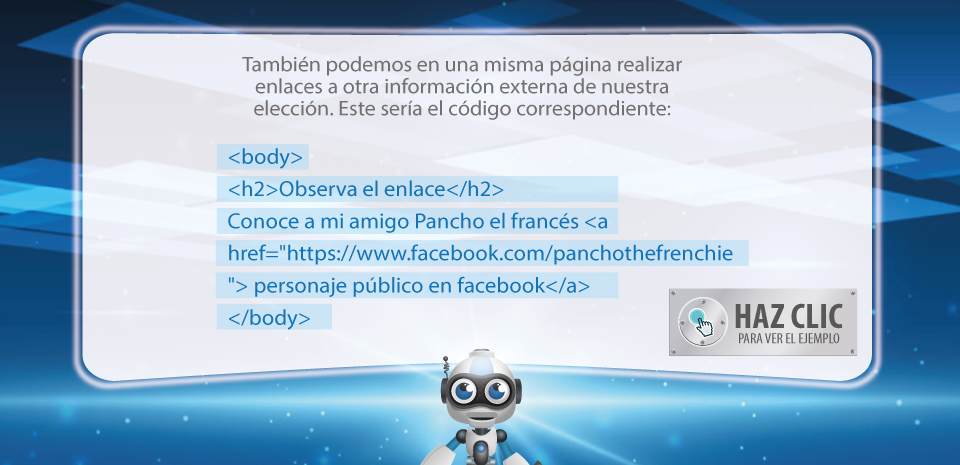 También podemos en una misma página realizar
enlaces a otra información externa de nuestra
elección. Este sería el código correspondiente:
<body>
<h2>Observa el enlace</h2>
Conoce a mi amigo Pancho el francés <a
href="https://www.facebook.com/panchothefrenchie
"> personaje público en facebook</a>
</body>
HAZ CLIC
PARA VER EL EJEMPLO